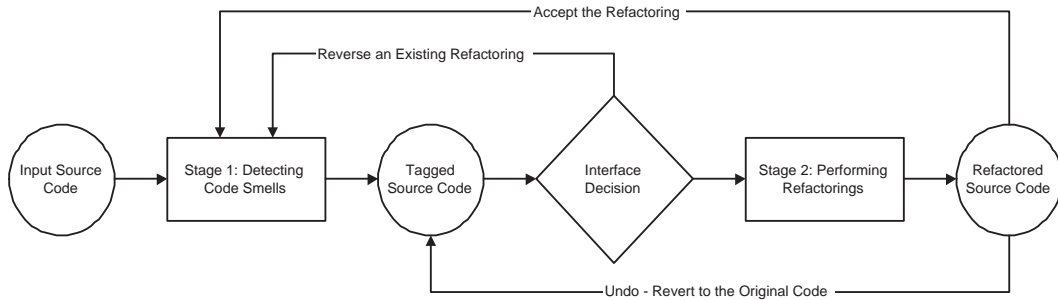 Accept the Refactoring
Reverse an Existing Refactoring
Input Source
Code
Stage 1: Detecting
Code Smells
Tagged
Source Code
Interface
Decision
Stage 2: Performing
Refactorings
Refactored
Source Code
Undo - Revert to the Original Code